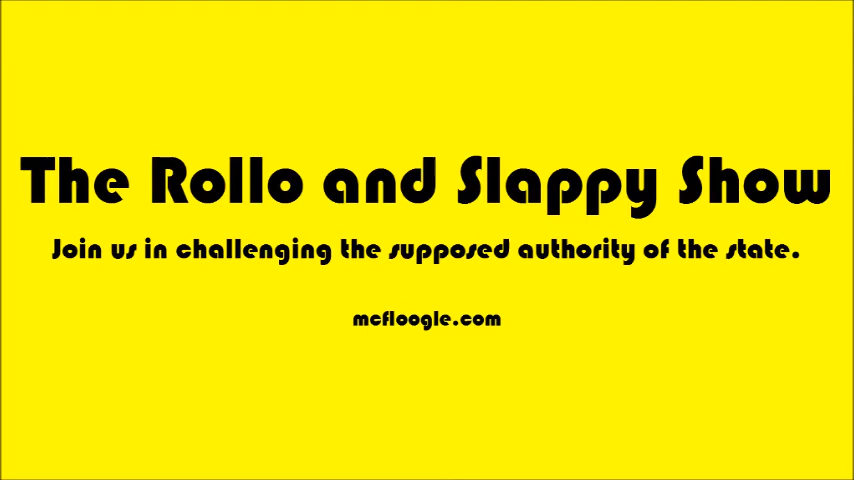 The Rollo and Slappy Show
Join us in challenging the supposed authority of the state.
mcfloogle.com